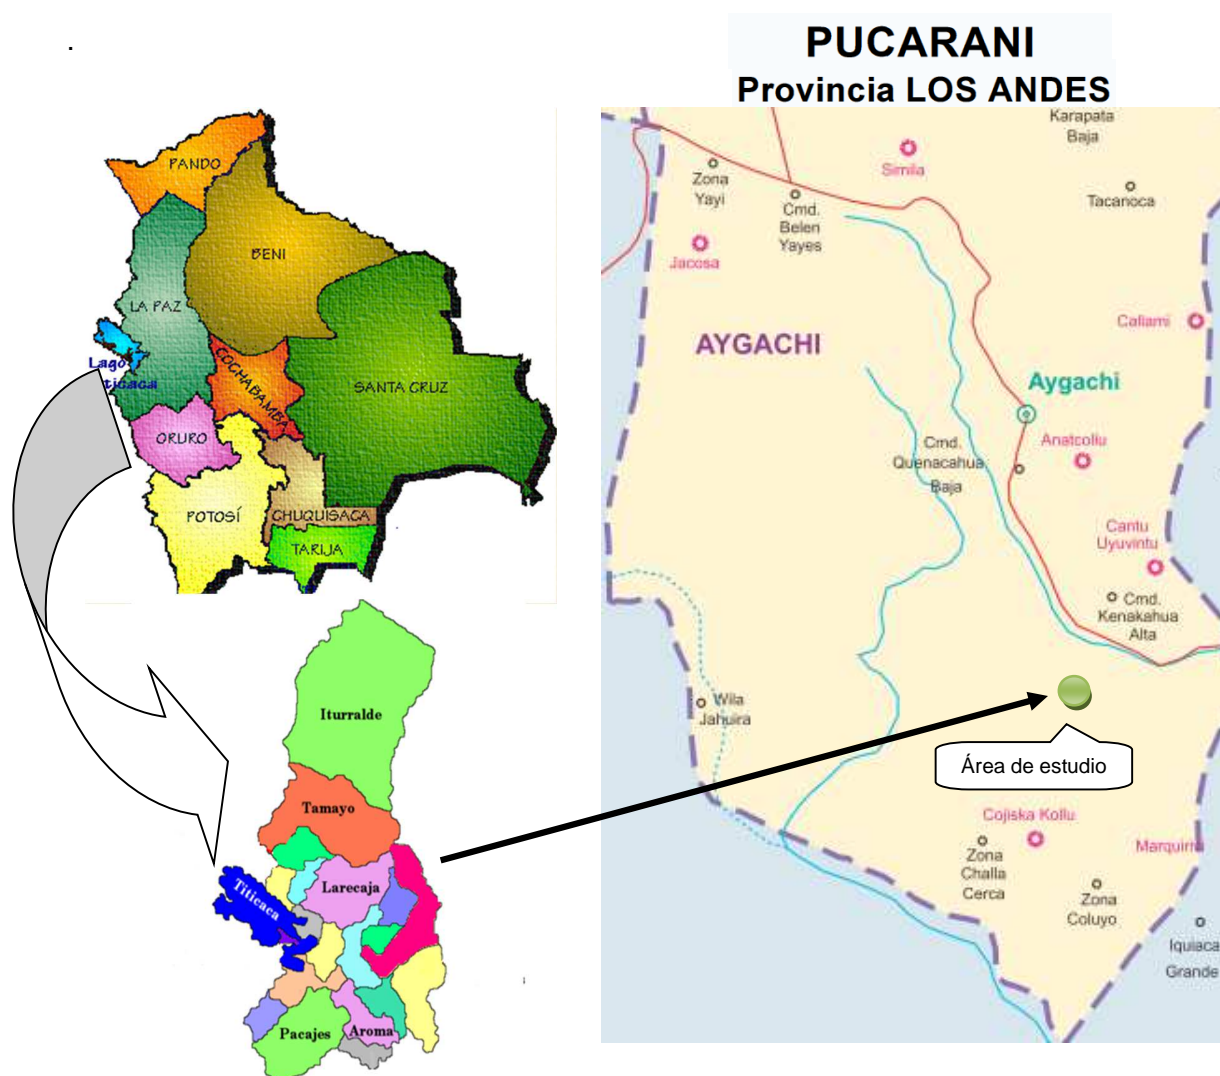 PUCARANI
Provincia LOS ANDES
PANDO
BENI
LA PAZ
Lago
ticaca
COCHABAMBA
SANTA CRUZ
ORURO
POTOSÍ
CHUQUISACA
TARIJA
Iturralde
Tamayo
Larecaja
Titicaca
Pacajes
Aroma
Karapata
Baja
Simila
Zona
Yayi
Tacanoca
Cmd.
Belen
Yayes
Jacosa
Callami
AYGACHI
Aygachi
Cmd.
Quenacahua
Baja
Anatcollu
Cantu
Uyuvintu
Cmd.
Kenakahua
Alta
Wila
Jahuira
Área de estudio
Cojiska Kollu
Zona
Challa
Cerca
Zona
Coluyo
Iquiaca
Grande